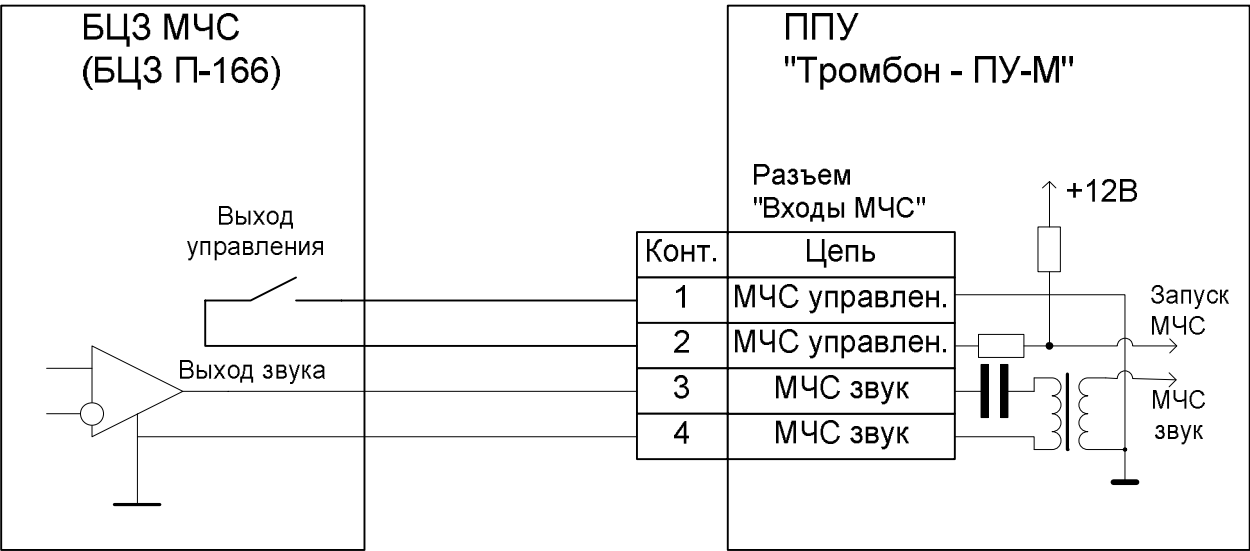 БЦЗ МЧС
(БЦЗ П-166)
ППУ
"Тромбон - ПУ-М"
Разъем
"Входы МЧС"
+12В
Выход
управления
Конт. Цепь
1 МЧС управлен.
2 МЧС управлен.
3 МЧС звук
4 МЧС звук
Запуск
МЧС
Выход звука
МЧС
звук